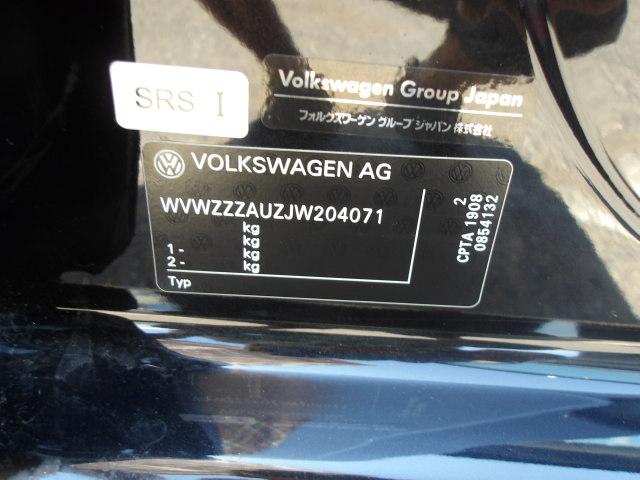 SRS I
Volkswagen Group Japan
フォルクスワーゲン グループ ジャパン 株式会社
VOLKSWAGEN AG
WVWZZZAUZJW204071
kg
kg
1 - kg
2 - kg
Typ
2
CPTA 1908
0854132